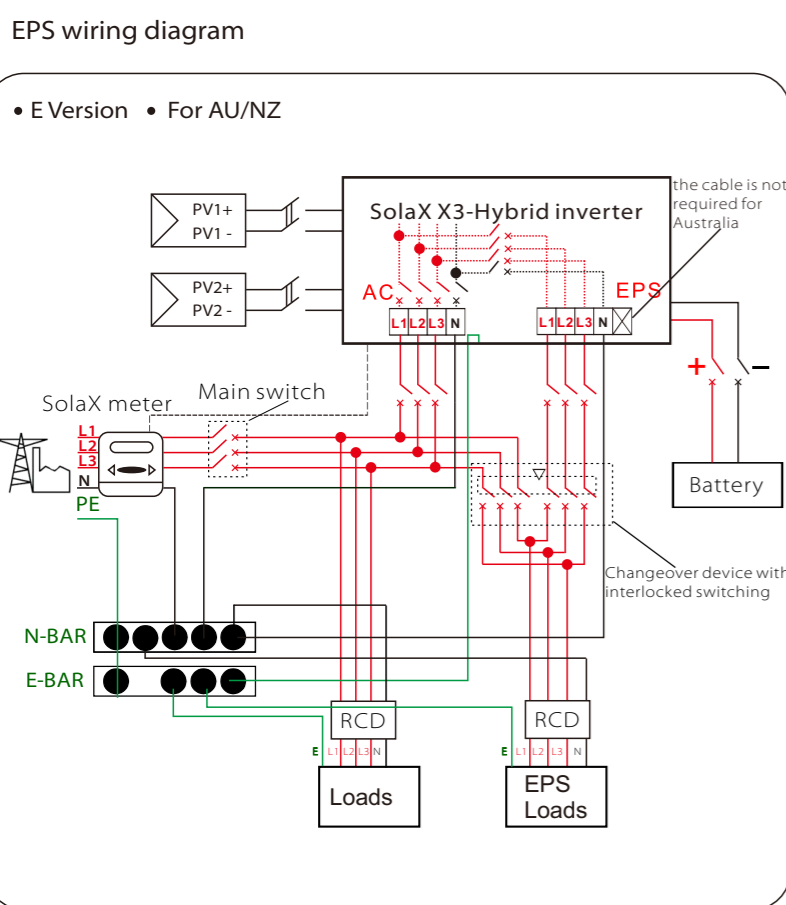 EPS wiring diagram
• E Version • For AU/NZ
the cable is not
required for
Australia
PV1+
PV1 -
SolaX X3-Hybrid inverter
PV2+
PV2 -
AC
EPS
L1 L2 L3 N
L1 L2 L3 N
+ −
Main switch
SolaX meter
L1
L2
L3
N
PE
Battery
Changeover device with
interlocked switching
N-BAR
E-BAR
RCD
RCD
E L1 L2 L3 N
E L1 L2 L3 N
Loads
EPS
Loads